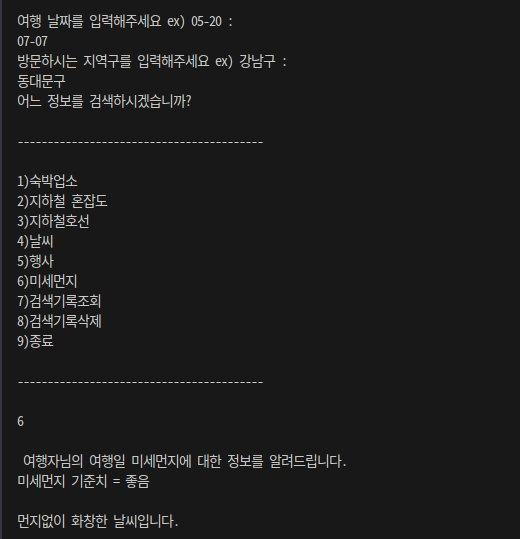 여행 날짜를 입력해주세요 ex) 05-20 :
07-07
방문하시는 지역구를 입력해주세요 ex) 강남구 :
동대문구
어느 정보를 검색하시겠습니까?
-----------------------------------------
1)숙박업소
2)지하철 혼잡도
3)지하철호선
4)날씨
5)행사
6)미세먼지
7)검색기록조회
8)검색기록삭제
9)종료
-----------------------------------------
6
여행자님의 여행일 미세먼지에 대한 정보를 알려드립니다.
미세먼지 기준치 = 좋음
먼지없이 화창한 날씨입니다.